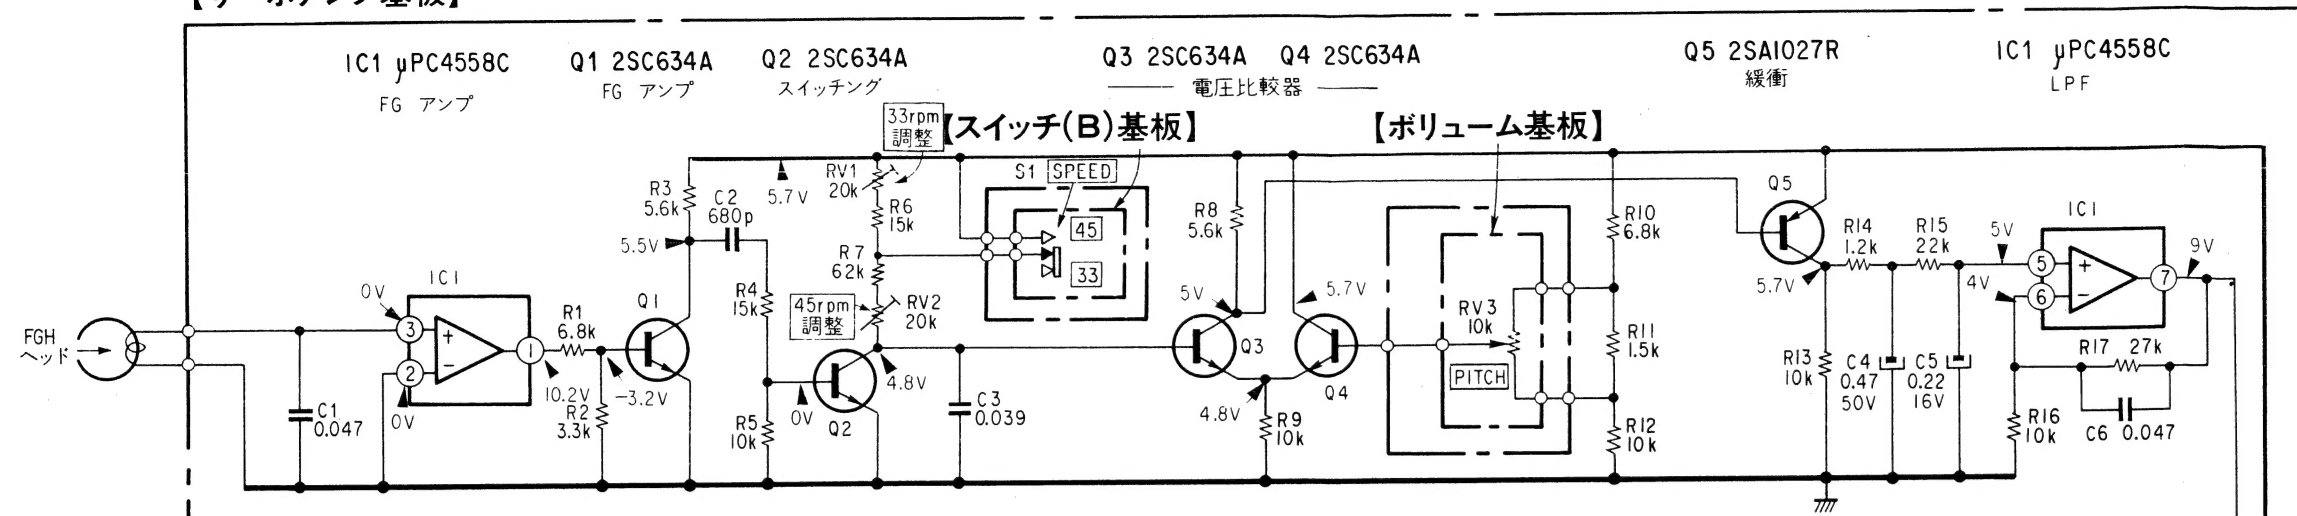 IC1 μPC4558C
FG アンプ
Q1 2SC634A
FG アンプ
Q2 2SC634A
スイッチング
Q3 2SC634A
Q4 2SC634A
電圧比較器
Q5 2SA1027R
緩衝
IC1 μPC4558C
LPF
33rpm
調整
【スイッチ(B)基板】
【ボリューム基板】
S1 SPEED
45
33
RV1
20k
R6
15k
R7
62k
45rpm
調整
RV2
20k
5.7V
R3
5.6k
C2
680p
5.5V
R4
15k
R5
10k
0V
Q2
4.8V
C3
0.039
FGH
ヘッド
C1
0.047
0V
IC1
3
+
2
−
1
0V
10.2V
R1
6.8k
R2
3.3k
−3.2V
Q1
R8
5.6k
5V
Q3
4.8V
R9
10k
5.7V
Q4
RV3
10k
PITCH
R10
6.8k
R11
1.5k
R12
10k
Q5
5.7V
R13
10k
R14
1.2k
R15
22k
C4
0.47
50V
C5
0.22
16V
5V
4V
IC1
5
+
6
−
7
9V
R17 27k
C6 0.047
R16
10k